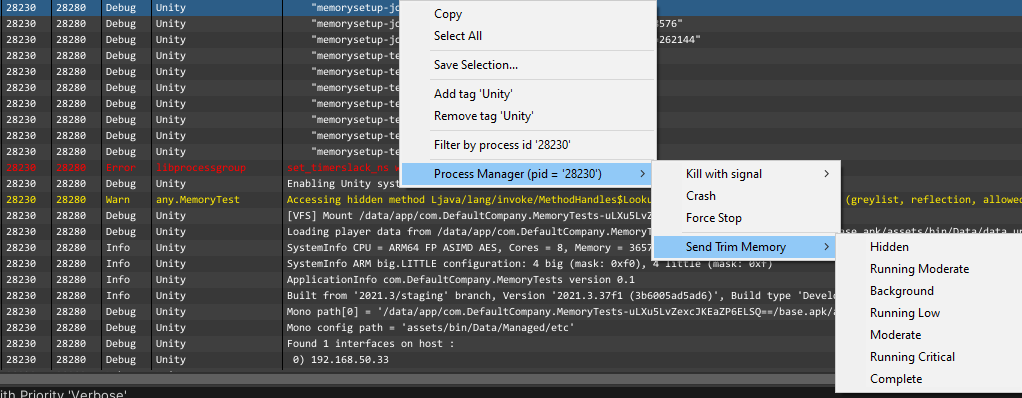 28230 28280 Debug Unity "memorysetup-jo
28230 28280 Debug Unity "memorysetup-jo 3576"
28230 28280 Debug Unity "memorysetup-jo 262144"
28230 28280 Debug Unity "memorysetup-te
28230 28280 Debug Unity "memorysetup-te
28230 28280 Debug Unity "memorysetup-te
28230 28280 Debug Unity "memorysetup-te
28230 28280 Debug Unity "memorysetup-te
28230 28280 Debug Unity "memorysetup-te
28230 28280 Debug Unity "memorysetup-te
28230 28280 Error libprocessgroup set_timerslack_ns
28230 28280 Debug Unity Enabling Unity syst
28230 28280 Warn any.MemoryTest Accessing hidden method Ljava/lang/invoke/MethodHandles$Looku (greylist, reflection, allowed
28230 28280 Debug Unity [VFS] Mount /data/app/com.DefaultCompany.MemoryTests-uLXu5Lv
28230 28280 Debug Unity Loading player data from /data/app/com.DefaultCompany.Memory base.apk/assets/bin/Data/data.un
28230 28280 Info Unity SystemInfo CPU = ARM64 FP ASIMD AES, Cores = 8, Memory = 3657
28230 28280 Info Unity SystemInfo ARM big.LITTLE configuration: 4 big (mask: 0xf0), 4 little (mask: 0xf)
28230 28280 Info Unity ApplicationInfo com.DefaultCompany.MemoryTests version 0.1
28230 28280 Info Unity Built from '2021.3/staging' branch, Version '2021.3.37f1 (3b6005ad5ad6)', Build type 'Develo
28230 28280 Debug Unity Mono path[0] = '/data/app/com.DefaultCompany.MemoryTests-uLXu5LvZexcJKEaZP6ELSQ==/base.apk/a
28230 28280 Debug Unity Mono config path = 'assets/bin/Data/Managed/etc'
28230 28280 Debug Unity Found 1 interfaces on host :
28230 28280 Debug Unity 0) 192.168.50.33
ith Priority 'Verbose'
Copy
Select All
Save Selection...
Add tag 'Unity'
Remove tag 'Unity'
Filter by process id '28230'
Process Manager (pid = '28230')
Kill with signal
Crash
Force Stop
Send Trim Memory
Hidden
Running Moderate
Background
Running Low
Moderate
Running Critical
Complete